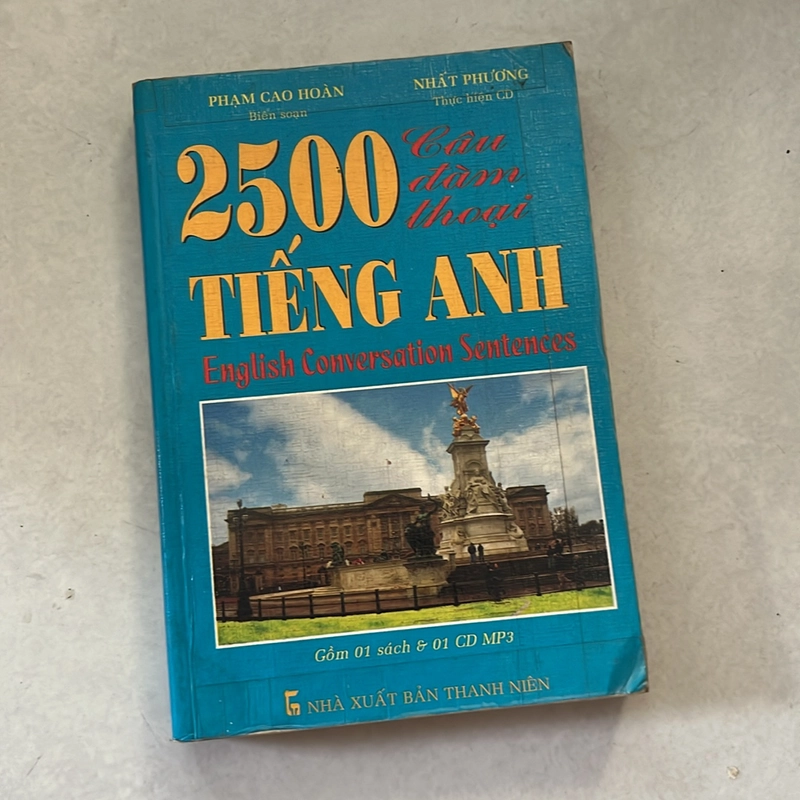 PHẠM CAO HOÀN
Biên soạn
NHẤT PHƯƠNG
Thực hiện CD
2500
Câu
đàm
thoại
TIẾNG ANH
English Conversation Sentences
Gồm 01 sách & 01 CD MP3
NHÀ XUẤT BẢN THANH NIÊN